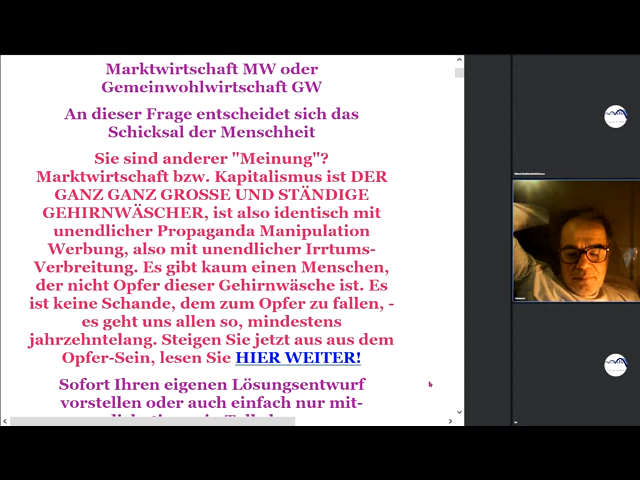 Marktwirtschaft MW oder
Gemeinwohlwirtschaft GW
An dieser Frage entscheidet sich das
Schicksal der Menschheit
Sie sind anderer "Meinung"?
Marktwirtschaft bzw. Kapitalismus ist DER
GANZ GANZ GROSSE UND STÄNDIGE
GEHIRNWÄSCHER, ist also identisch mit
unendlicher Propaganda Manipulation
Werbung, also mit unendlicher Irrtums-
Verbreitung. Es gibt kaum einen Menschen,
der nicht Opfer dieser Gehirnwäsche ist. Es
ist keine Schande, dem zum Opfer zu fallen, -
es geht uns allen so, mindestens
jahrzehntelang. Steigen Sie jetzt aus aus dem
Opfer-Sein, lesen Sie HIER WEITER!
Sofort Ihren eigenen Lösungsentwurf
vorstellen oder auch einfach nur mit-